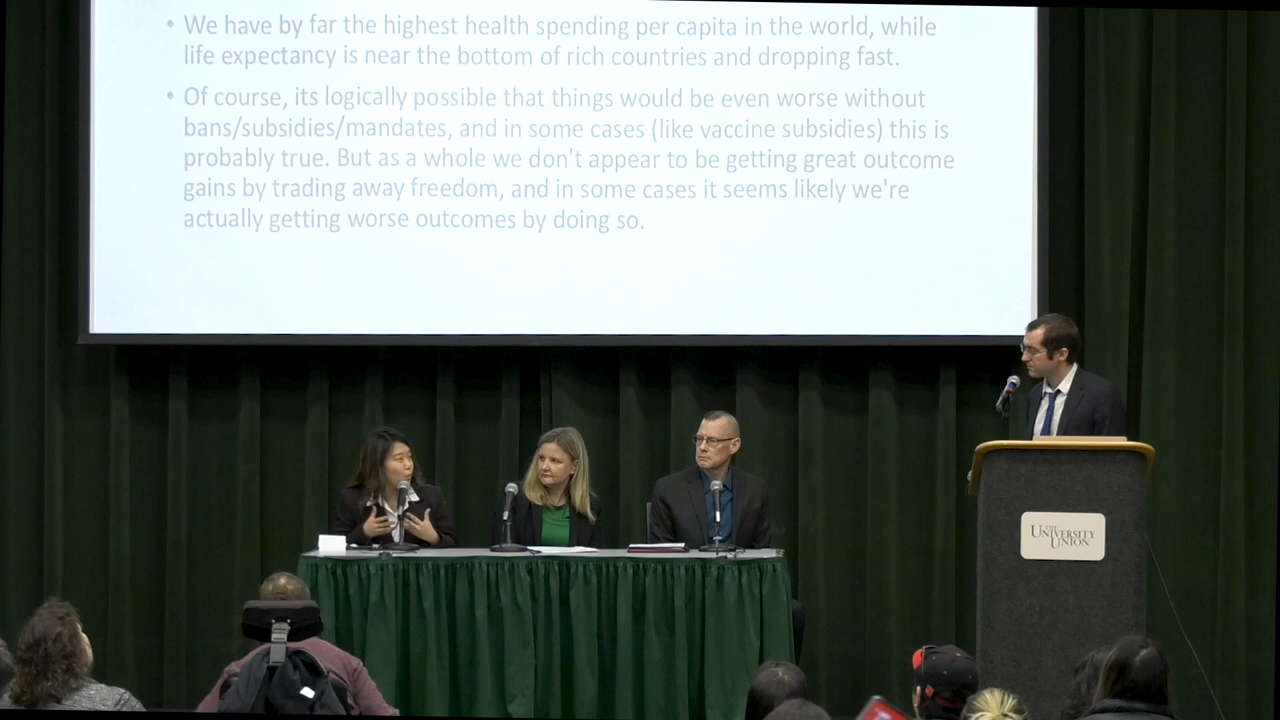 • We have by far the highest health spending per capita in the world, while
life expectancy is near the bottom of rich countries and dropping fast.
• Of course, its logically possible that things would be even worse without
bans/subsidies/mandates, and in some cases (like vaccine subsidies) this is
probably true. But as a whole we don't appear to be getting great outcome
gains by trading away freedom, and in some cases it seems likely we're
actually getting worse outcomes by doing so.
THE
UNIVERSITY
UNION